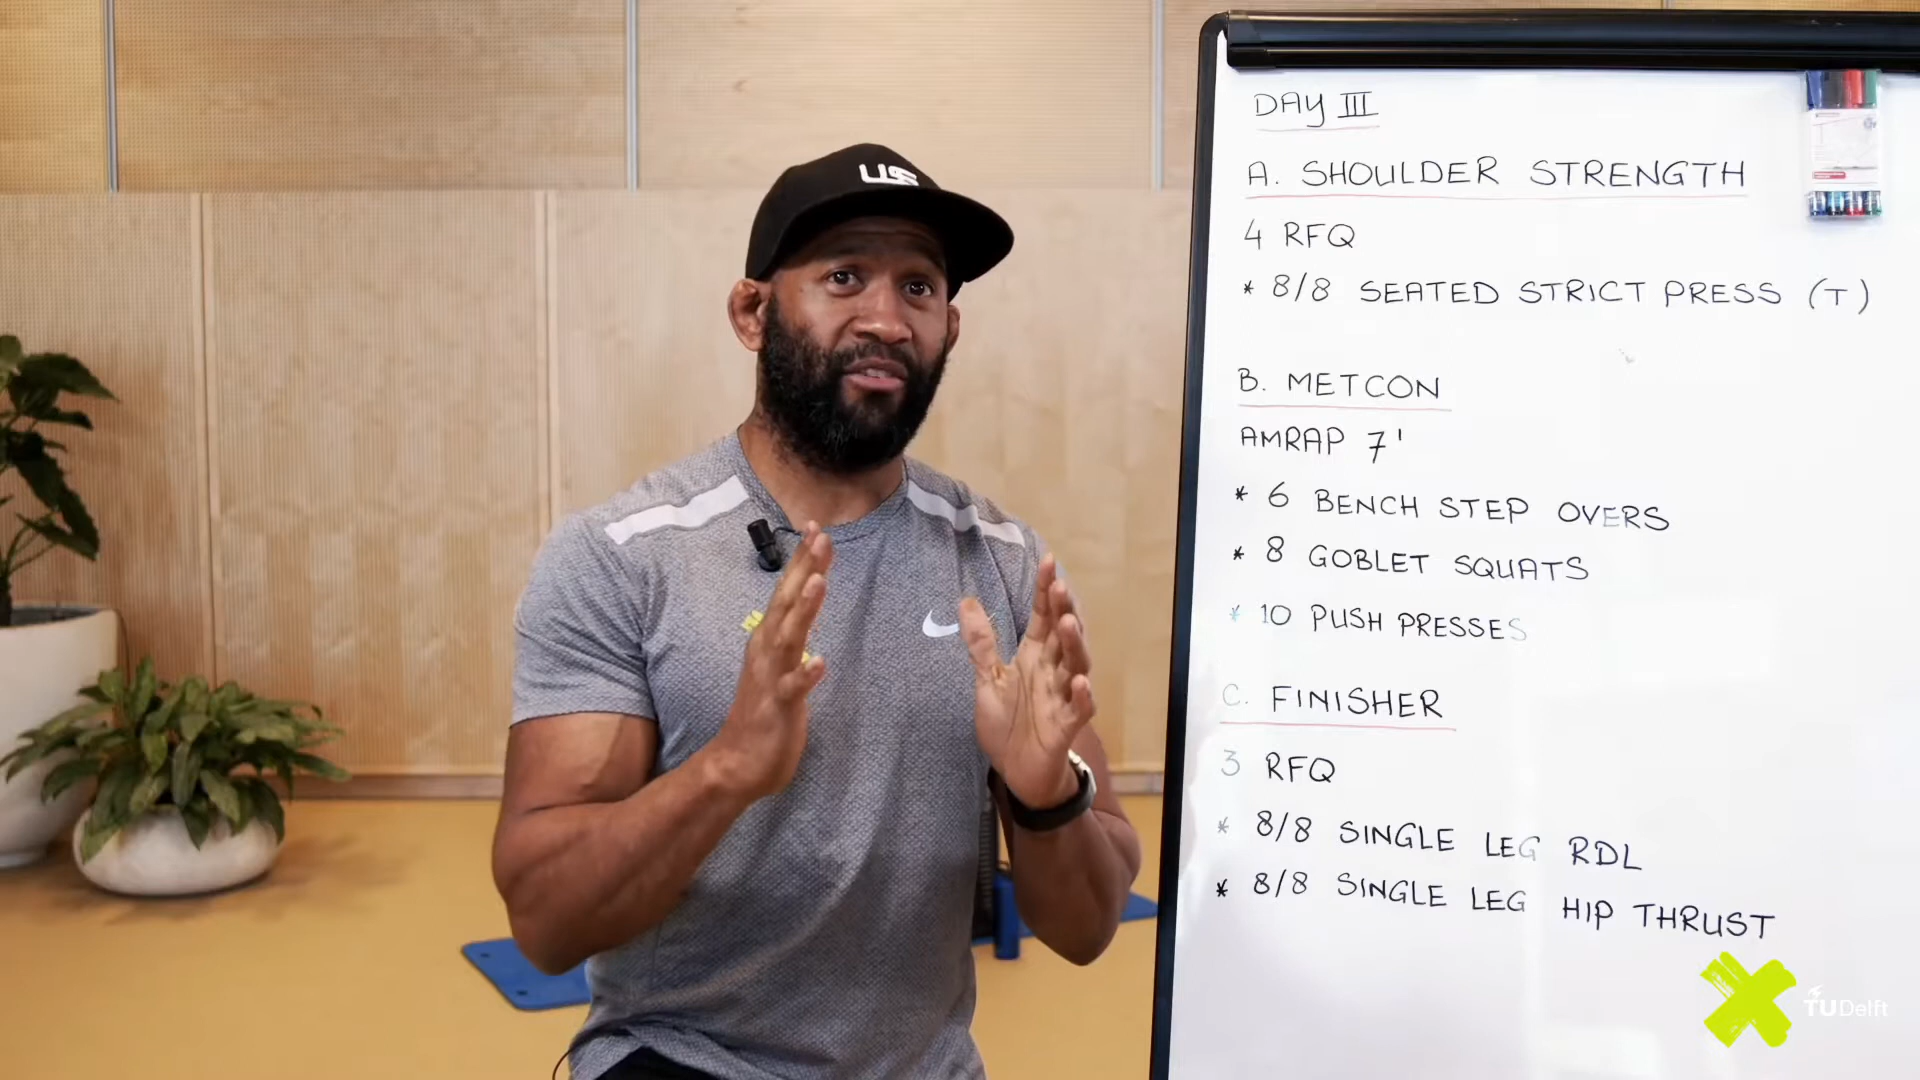 US
DAY III
A. SHOULDER STRENGTH
4 RFQ
* 8/8 SEATED STRICT PRESS (T)
B. METCON
AMRAP 7'
* 6 BENCH STEP OVERS
* 8 GOBLET SQUATS
* 10 PUSH PRESSES
C. FINISHER
3 RFQ
* 8/8 SINGLE LEG RDL
* 8/8 SINGLE LEG HIP THRUST
TU Delft